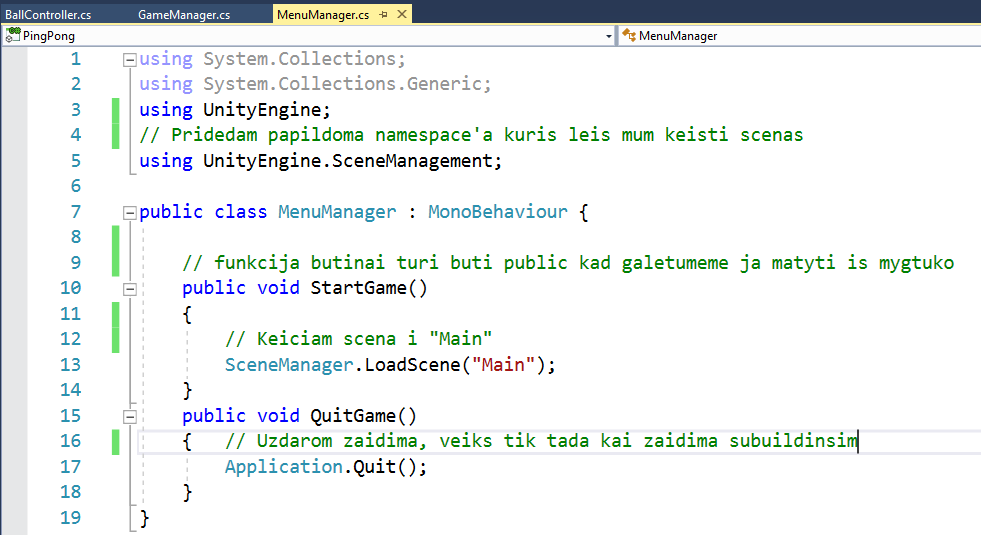 BallController.cs GameManager.cs MenuManager.cs
PingPong MenuManager
1 using System.Collections;
2 using System.Collections.Generic;
3 using UnityEngine;
4 // Pridedam papildoma namespace'a kuris leis mum keisti scenas
5 using UnityEngine.SceneManagement;
6
7 public class MenuManager : MonoBehaviour {
8
9 // funkcija butinai turi buti public kad galetumeme ja matyti is mygtuko
10 public void StartGame()
11 {
12 // Keiciam scena i "Main"
13 SceneManager.LoadScene("Main");
14 }
15 public void QuitGame()
16 { // Uzdarom zaidima, veiks tik tada kai zaidima subuildinsim
17 Application.Quit();
18 }
19 }